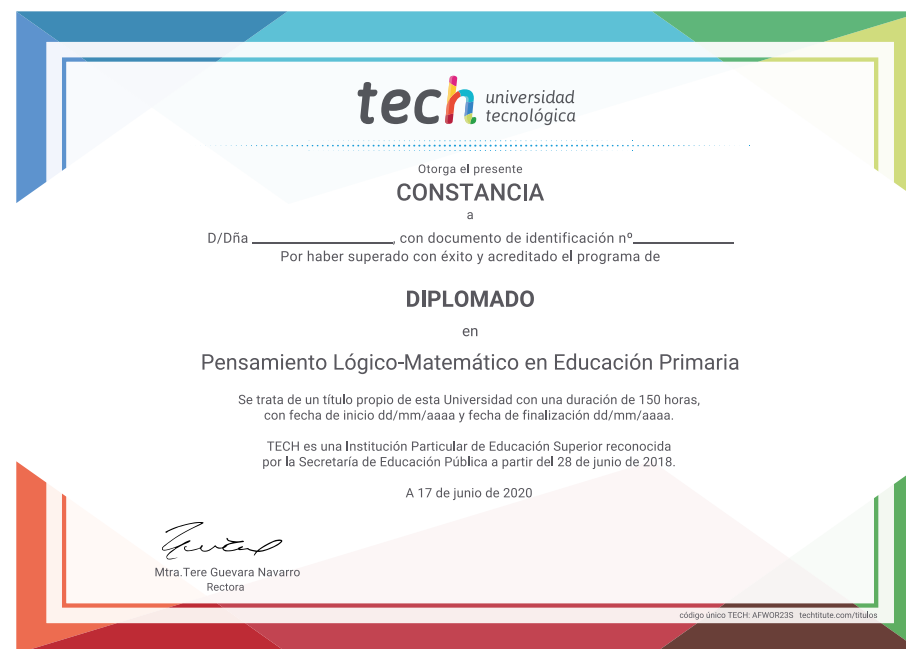 tech universidad
tecnológica
Otorga el presente
CONSTANCIA
a
D/Dña , con documento de identificación nº
Por haber superado con éxito y acreditado el programa de
DIPLOMADO
en
Pensamiento Lógico-Matemático en Educación Primaria
Se trata de un título propio de esta Universidad con una duración de 150 horas,
con fecha de inicio dd/mm/aaaa y fecha de finalización dd/mm/aaaa.
TECH es una Institución Particular de Educación Superior reconocida
por la Secretaría de Educación Pública a partir del 28 de junio de 2018.
A 17 de junio de 2020
Mtra.Tere Guevara Navarro
Rectora
código único TECH: AFWOR23S techtitute.com/titulos